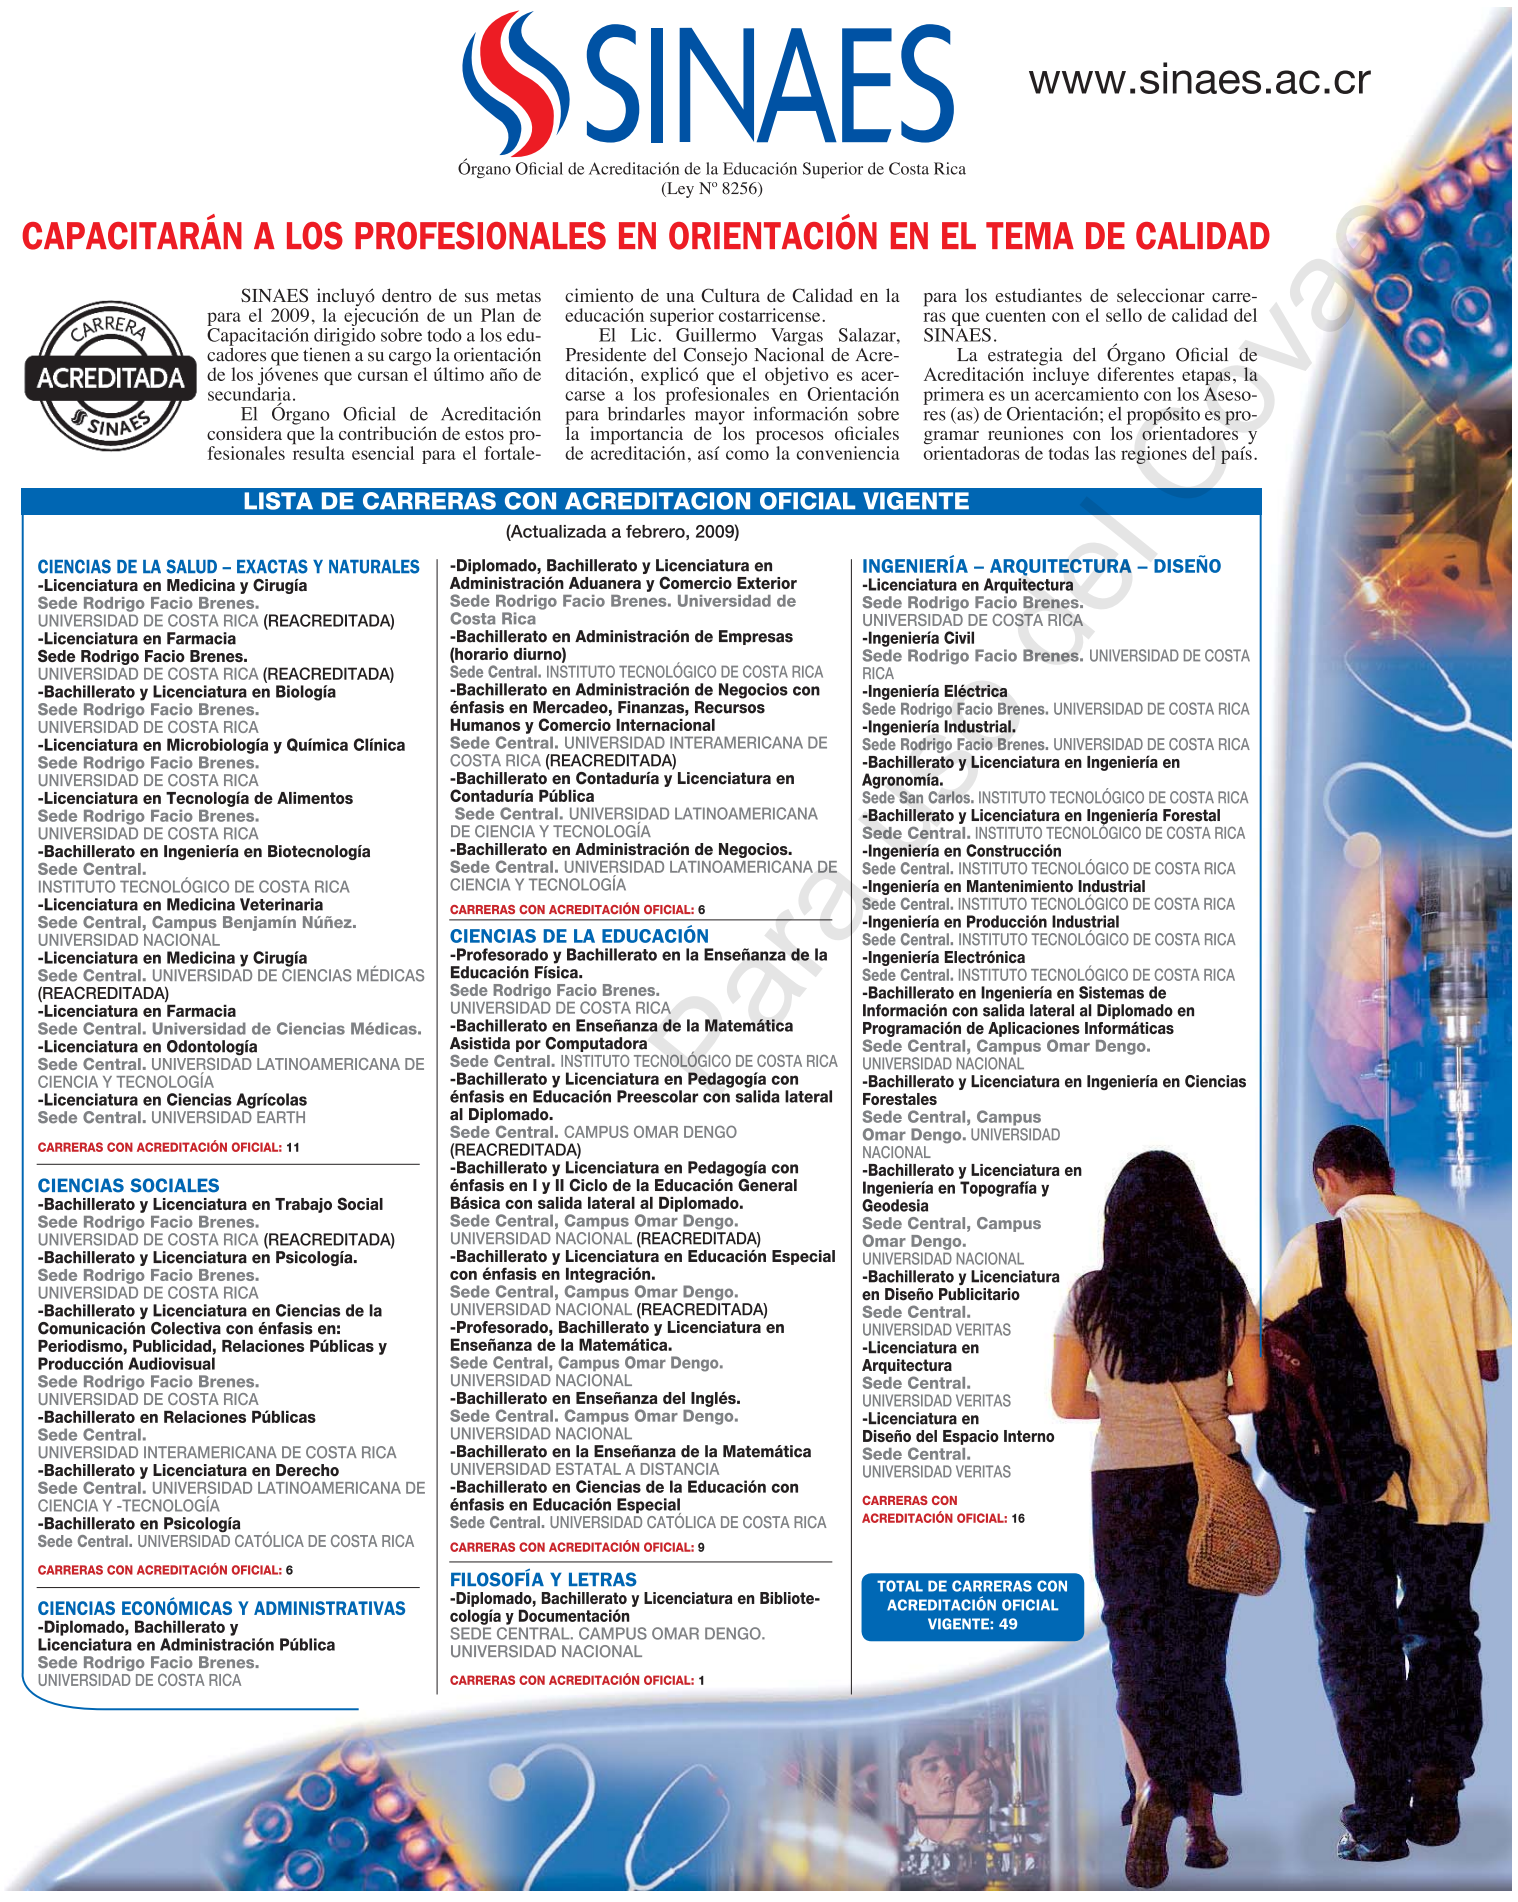 SINAES
www.sinaes.ac.cr
Órgano Oficial de Acreditación de la Educación Superior de Costa Rica
(Ley Nº 8256)
CAPACITARÁN A LOS PROFESIONALES EN ORIENTACIÓN EN EL TEMA DE CALIDAD
CARRERA
ACREDITADA
SINAES
SINAES incluyó dentro de sus metas
para el 2009, la ejecución de un Plan de
Capacitación dirigido sobre todo a los edu-
cadores que tienen a su cargo la orientación
de los jóvenes que cursan el último año de
secundaria.
El Órgano Oficial de Acreditación
considera que la contribución de estos pro-
fesionales resulta esencial para el fortale-
cimiento de una Cultura de Calidad en la
educación superior costarricense.
El Lic. Guillermo Vargas Salazar,
Presidente del Consejo Nacional de Acre-
ditación, explicó que el objetivo es acer-
carse a los profesionales en Orientación
para brindarles mayor información sobre
la importancia de los procesos oficiales
de acreditación, así como la conveniencia
para los estudiantes de seleccionar carre-
ras que cuenten con el sello de calidad del
SINAES.
La estrategia del Órgano Oficial de
Acreditación incluye diferentes etapas, la
primera es un acercamiento con los Aseso-
res (as) de Orientación; el propósito es pro-
gramar reuniones con los orientadores y
orientadoras de todas las regiones del país.
LISTA DE CARRERAS CON ACREDITACION OFICIAL VIGENTE
(Actualizada a febrero, 2009)
CIENCIAS DE LA SALUD – EXACTAS Y NATURALES
-Licenciatura en Medicina y Cirugía
Sede Rodrigo Facio Brenes.
UNIVERSIDAD DE COSTA RICA (REACREDITADA)
-Licenciatura en Farmacia
Sede Rodrigo Facio Brenes.
UNIVERSIDAD DE COSTA RICA (REACREDITADA)
-Bachillerato y Licenciatura en Biología
Sede Rodrigo Facio Brenes.
UNIVERSIDAD DE COSTA RICA
-Licenciatura en Microbiología y Química Clínica
Sede Rodrigo Facio Brenes.
UNIVERSIDAD DE COSTA RICA
-Licenciatura en Tecnología de Alimentos
Sede Rodrigo Facio Brenes.
UNIVERSIDAD DE COSTA RICA
-Bachillerato en Ingeniería en Biotecnología
Sede Central.
INSTITUTO TECNOLÓGICO DE COSTA RICA
-Licenciatura en Medicina Veterinaria
Sede Central, Campus Benjamín Núñez.
UNIVERSIDAD NACIONAL
-Licenciatura en Medicina y Cirugía
Sede Central. UNIVERSIDAD DE CIENCIAS MÉDICAS
(REACREDITADA)
-Licenciatura en Farmacia
Sede Central. Universidad de Ciencias Médicas.
-Licenciatura en Odontología
Sede Central. UNIVERSIDAD LATINOAMERICANA DE
CIENCIA Y TECNOLOGÍA
-Licenciatura en Ciencias Agrícolas
Sede Central. UNIVERSIDAD EARTH
CARRERAS CON ACREDITACIÓN OFICIAL: 11
CIENCIAS SOCIALES
-Bachillerato y Licenciatura en Trabajo Social
Sede Rodrigo Facio Brenes.
UNIVERSIDAD DE COSTA RICA (REACREDITADA)
-Bachillerato y Licenciatura en Psicología.
Sede Rodrigo Facio Brenes.
UNIVERSIDAD DE COSTA RICA
-Bachillerato y Licenciatura en Ciencias de la
Comunicación Colectiva con énfasis en:
Periodismo, Publicidad, Relaciones Públicas y
Producción Audiovisual
Sede Rodrigo Facio Brenes.
UNIVERSIDAD DE COSTA RICA
-Bachillerato en Relaciones Públicas
Sede Central.
UNIVERSIDAD INTERAMERICANA DE COSTA RICA
-Bachillerato y Licenciatura en Derecho
Sede Central. UNIVERSIDAD LATINOAMERICANA DE
CIENCIA Y -TECNOLOGÍA
-Bachillerato en Psicología
Sede Central. UNIVERSIDAD CATÓLICA DE COSTA RICA
CARRERAS CON ACREDITACIÓN OFICIAL: 6
CIENCIAS ECONÓMICAS Y ADMINISTRATIVAS
-Diplomado, Bachillerato y
Licenciatura en Administración Pública
Sede Rodrigo Facio Brenes.
UNIVERSIDAD DE COSTA RICA
-Diplomado, Bachillerato y Licenciatura en
Administración Aduanera y Comercio Exterior
Sede Rodrigo Facio Brenes. Universidad de
Costa Rica
-Bachillerato en Administración de Empresas
(horario diurno)
Sede Central. INSTITUTO TECNOLÓGICO DE COSTA RICA
-Bachillerato en Administración de Negocios con
énfasis en Mercadeo, Finanzas, Recursos
Humanos y Comercio Internacional
Sede Central. UNIVERSIDAD INTERAMERICANA DE
COSTA RICA (REACREDITADA)
-Bachillerato en Contaduría y Licenciatura en
Contaduría Pública
Sede Central. UNIVERSIDAD LATINOAMERICANA
DE CIENCIA Y TECNOLOGÍA
-Bachillerato en Administración de Negocios.
Sede Central. UNIVERSIDAD LATINOAMERICANA DE
CIENCIA Y TECNOLOGÍA
CARRERAS CON ACREDITACIÓN OFICIAL: 6
CIENCIAS DE LA EDUCACIÓN
-Profesorado y Bachillerato en la Enseñanza de la
Educación Física.
Sede Rodrigo Facio Brenes.
UNIVERSIDAD DE COSTA RICA
-Bachillerato en Enseñanza de la Matemática
Asistida por Computadora
Sede Central. INSTITUTO TECNOLÓGICO DE COSTA RICA
-Bachillerato y Licenciatura en Pedagogía con
énfasis en Educación Preescolar con salida lateral
al Diplomado.
Sede Central. CAMPUS OMAR DENGO
(REACREDITADA)
-Bachillerato y Licenciatura en Pedagogía con
énfasis en I y II Ciclo de la Educación General
Básica con salida lateral al Diplomado.
Sede Central, Campus Omar Dengo.
UNIVERSIDAD NACIONAL (REACREDITADA)
-Bachillerato y Licenciatura en Educación Especial
con énfasis en Integración.
Sede Central, Campus Omar Dengo.
UNIVERSIDAD NACIONAL (REACREDITADA)
-Profesorado, Bachillerato y Licenciatura en
Enseñanza de la Matemática.
Sede Central, Campus Omar Dengo.
UNIVERSIDAD NACIONAL
-Bachillerato en Enseñanza del Inglés.
Sede Central. Campus Omar Dengo.
UNIVERSIDAD NACIONAL
-Bachillerato en la Enseñanza de la Matemática
UNIVERSIDAD ESTATAL A DISTANCIA
-Bachillerato en Ciencias de la Educación con
énfasis en Educación Especial
Sede Central. UNIVERSIDAD CATÓLICA DE COSTA RICA
CARRERAS CON ACREDITACIÓN OFICIAL: 9
FILOSOFÍA Y LETRAS
-Diplomado, Bachillerato y Licenciatura en Bibliote-
cología y Documentación
SEDE CENTRAL. CAMPUS OMAR DENGO.
UNIVERSIDAD NACIONAL
CARRERAS CON ACREDITACIÓN OFICIAL: 1
INGENIERÍA – ARQUITECTURA – DISEÑO
-Licenciatura en Arquitectura
Sede Rodrigo Facio Brenes.
UNIVERSIDAD DE COSTA RICA
-Ingeniería Civil
Sede Rodrigo Facio Brenes. UNIVERSIDAD DE COSTA
RICA
-Ingeniería Eléctrica
Sede Rodrigo Facio Brenes. UNIVERSIDAD DE COSTA RICA
-Ingeniería Industrial.
Sede Rodrigo Facio Brenes. UNIVERSIDAD DE COSTA RICA
-Bachillerato y Licenciatura en Ingeniería en
Agronomía.
Sede San Carlos. INSTITUTO TECNOLÓGICO DE COSTA RICA
-Bachillerato y Licenciatura en Ingeniería Forestal
Sede Central. INSTITUTO TECNOLÓGICO DE COSTA RICA
-Ingeniería en Construcción
Sede Central. INSTITUTO TECNOLÓGICO DE COSTA RICA
-Ingeniería en Mantenimiento Industrial
Sede Central. INSTITUTO TECNOLÓGICO DE COSTA RICA
-Ingeniería en Producción Industrial
Sede Central. INSTITUTO TECNOLÓGICO DE COSTA RICA
-Ingeniería Electrónica
Sede Central. INSTITUTO TECNOLÓGICO DE COSTA RICA
-Bachillerato en Ingeniería en Sistemas de
Información con salida lateral al Diplomado en
Programación de Aplicaciones Informáticas
Sede Central, Campus Omar Dengo.
UNIVERSIDAD NACIONAL
-Bachillerato y Licenciatura en Ingeniería en Ciencias
Forestales
Sede Central, Campus
Omar Dengo. UNIVERSIDAD
NACIONAL
-Bachillerato y Licenciatura en
Ingeniería en Topografía y
Geodesia
Sede Central, Campus
Omar Dengo.
UNIVERSIDAD NACIONAL
-Bachillerato y Licenciatura
en Diseño Publicitario
Sede Central.
UNIVERSIDAD VERITAS
-Licenciatura en
Arquitectura
Sede Central.
UNIVERSIDAD VERITAS
-Licenciatura en
Diseño del Espacio Interno
Sede Central.
UNIVERSIDAD VERITAS
CARRERAS CON
ACREDITACIÓN OFICIAL: 16
TOTAL DE CARRERAS CON
ACREDITACIÓN OFICIAL
VIGENTE: 49
Para uso del Covae